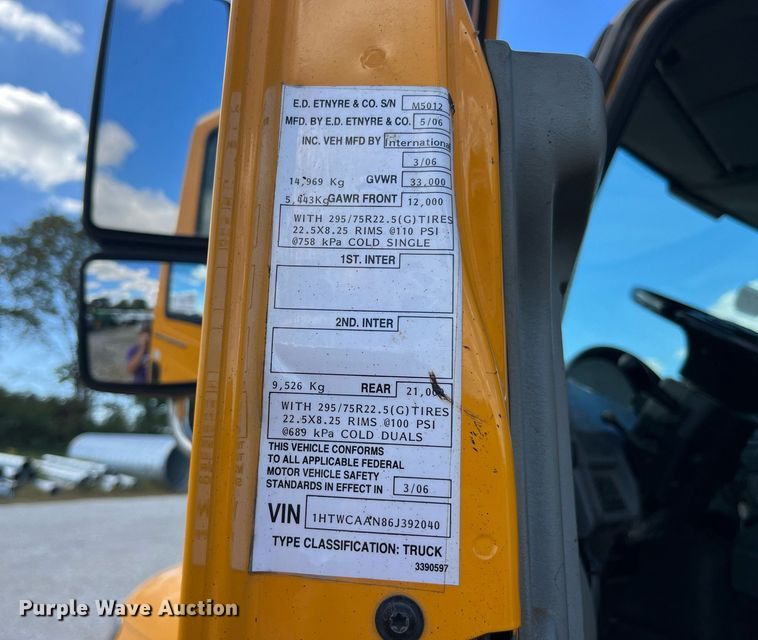 E.D. ETNYRE & CO. S/N M5012
MFD. BY E.D. ETNYRE & CO. 5/06
INC. VEH MFD BY International
3/06
14,969 Kg GVWR 33,000
5,443Kg GAWR FRONT 12,000
WITH 295/75R22.5(G)TIRES
22.5X8.25 RIMS @110 PSI
@758 kPa COLD SINGLE
1ST. INTER
2ND. INTER
9,526 Kg REAR
WITH 295/75R22.5(G)TIRES
22.5X8.25 RIMS @100 PSI
@689 kPa COLD DUALS
THIS VEHICLE CONFORMS
TO ALL APPLICABLE FEDERAL
MOTOR VEHICLE SAFETY
STANDARDS IN EFFECT IN 3/06
VIN 1HTWCAAN86J392040
TYPE CLASSIFICATION: TRUCK
3390597
Purple Wave Auction